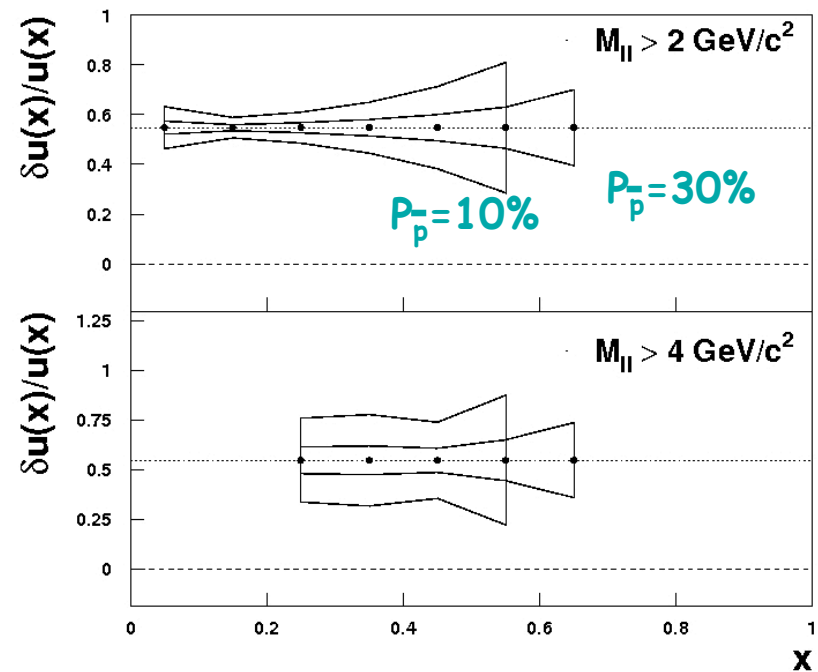 1
0.8
0.6
0.4
0.2
0
δu(x)/u(x)
M_ll > 2 GeV/c²
P_p̄=10%
P_p̄=30%
1.25
1
0.75
0.5
0.25
0
δu(x)/u(x)
M_ll > 4 GeV/c²
0 0.2 0.4 0.6 0.8 1
x